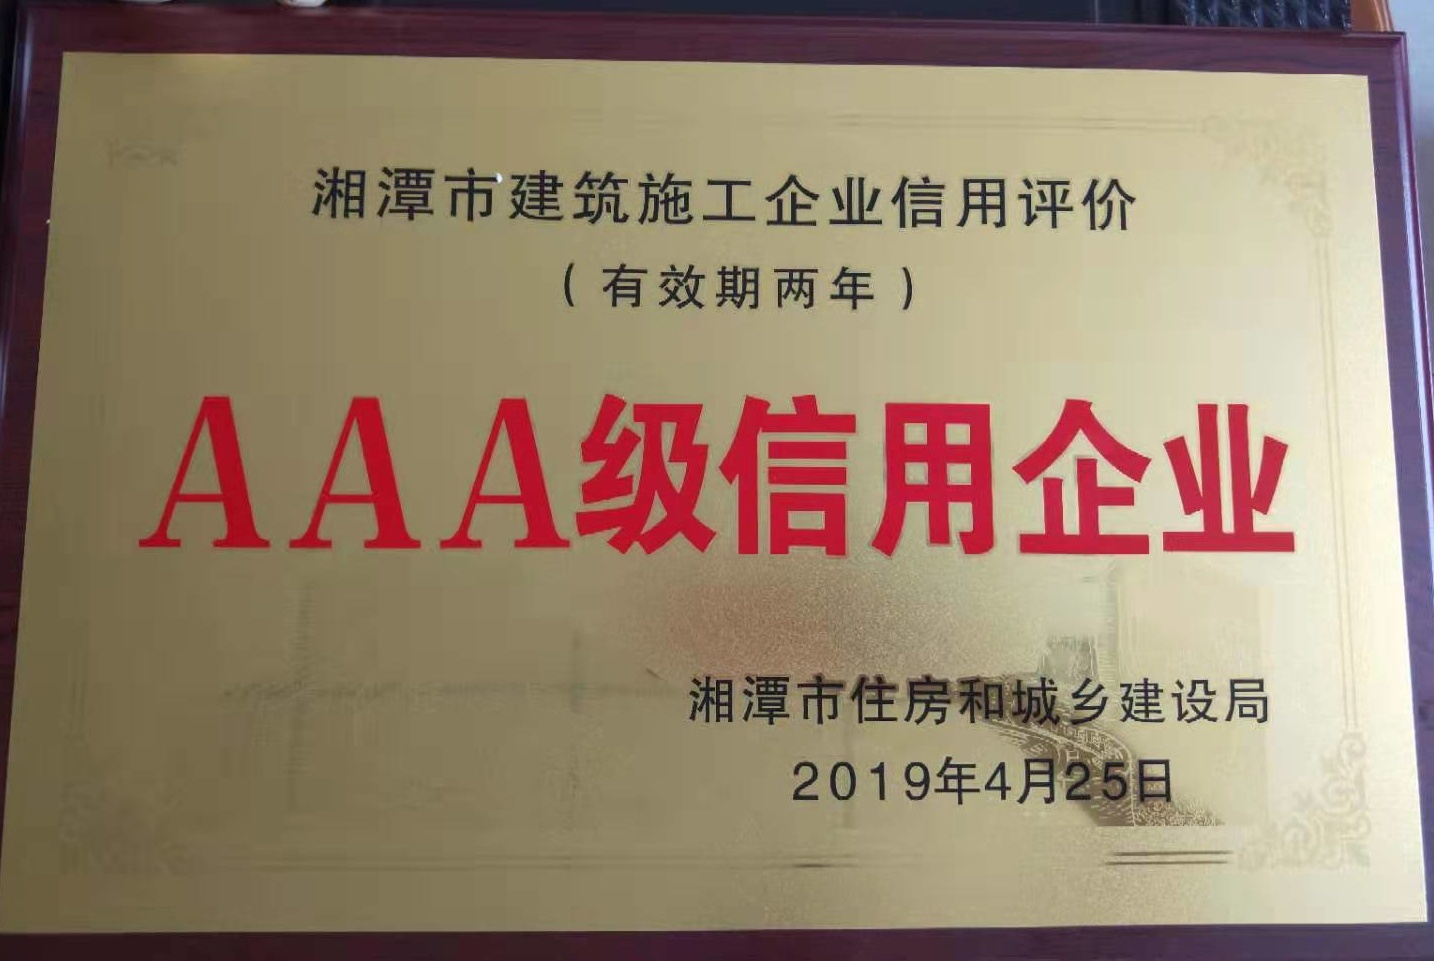 湘潭市建筑施工企业信用评价
（有效期两年）
AAA级信用企业
湘潭市住房和城乡建设局
2019年4月25日